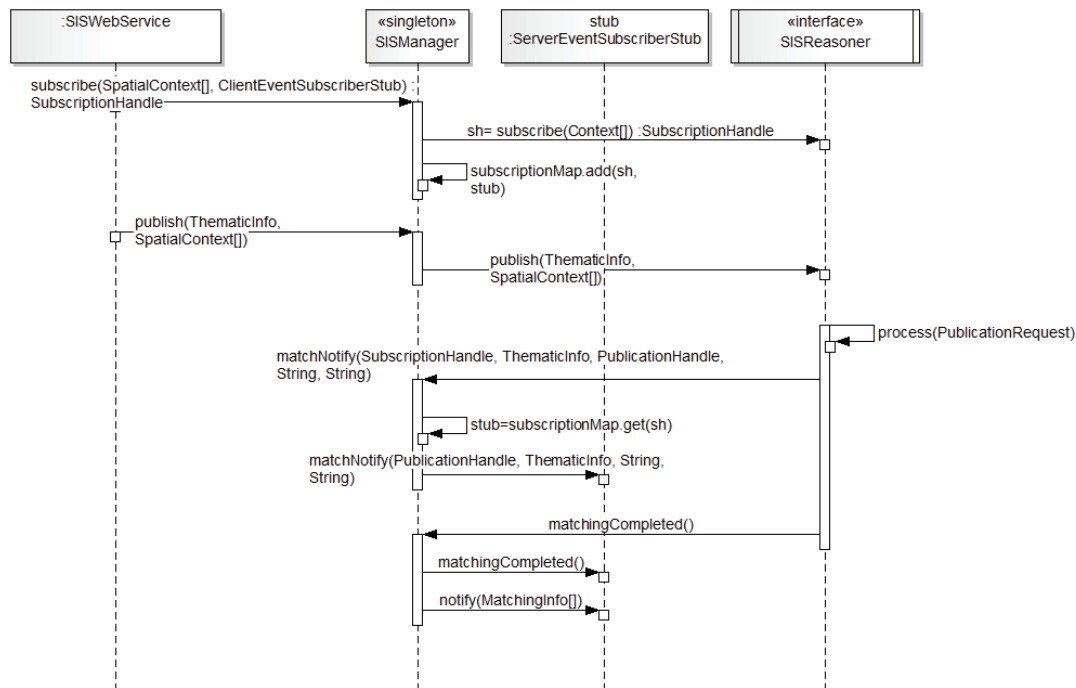 :SISWebService
«singleton»
SISManager
stub
:ServerEventSubscriberStub
«interface»
SISReasoner
subscribe(SpatialContext[], ClientEventSubscriberStub) :
SubscriptionHandle
sh= subscribe(Context[]) :SubscriptionHandle
subscriptionMap.add(sh,
stub)
publish(ThematicInfo,
SpatialContext[])
publish(ThematicInfo,
SpatialContext[])
process(PublicationRequest)
matchNotify(SubscriptionHandle, ThematicInfo, PublicationHandle,
String, String)
stub=subscriptionMap.get(sh)
matchNotify(PublicationHandle, ThematicInfo, String,
String)
matchingCompleted()
matchingCompleted()
notify(MatchingInfo[])